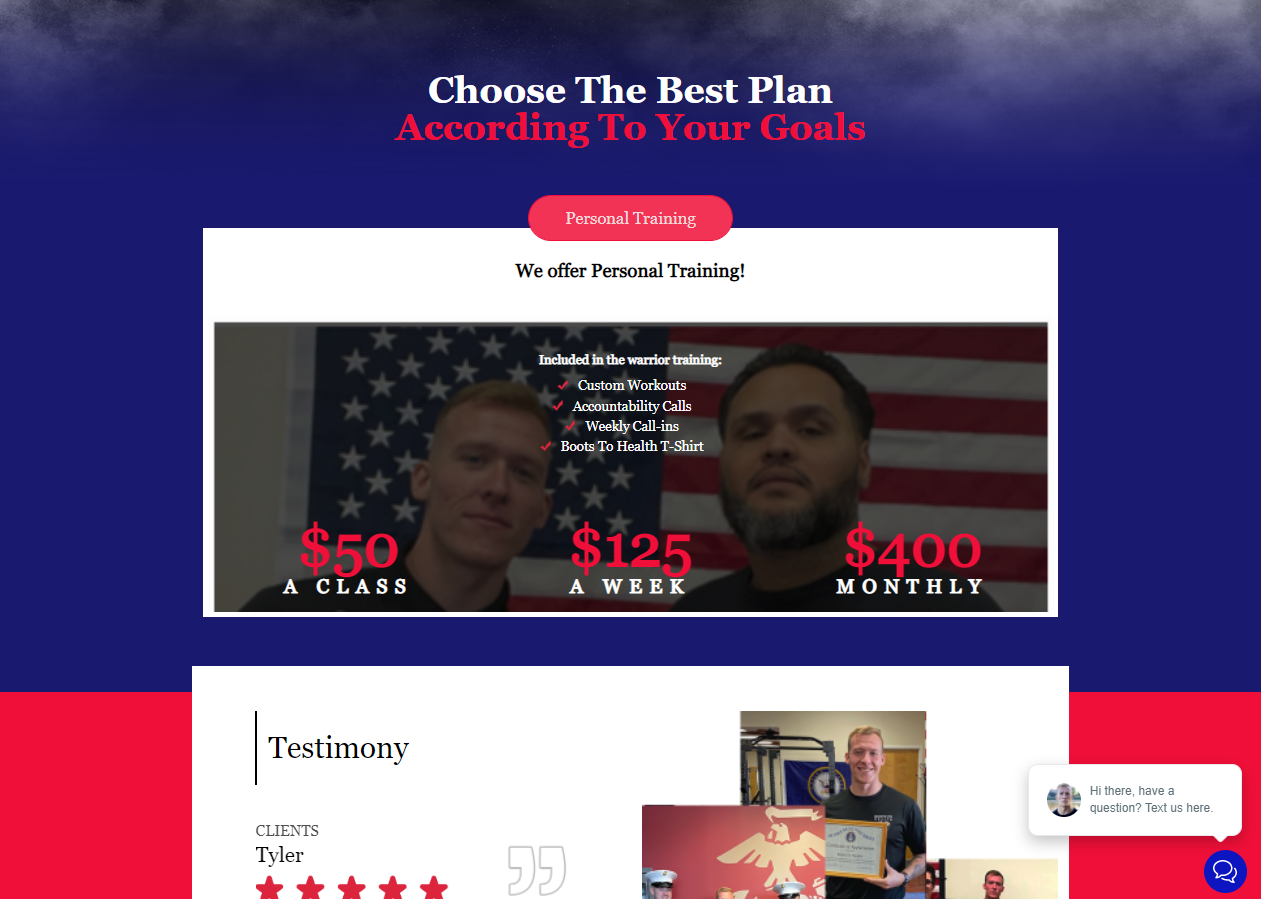 Choose The Best Plan
According To Your Goals
Personal Training
We offer Personal Training!
Included in the warrior training:
Custom Workouts
Accountability Calls
Weekly Call-ins
Boots To Health T-Shirt
$50
A CLASS
$125
A WEEK
$400
MONTHLY
Testimony
CLIENTS
Tyler
Hi there, have a
question? Text us here.